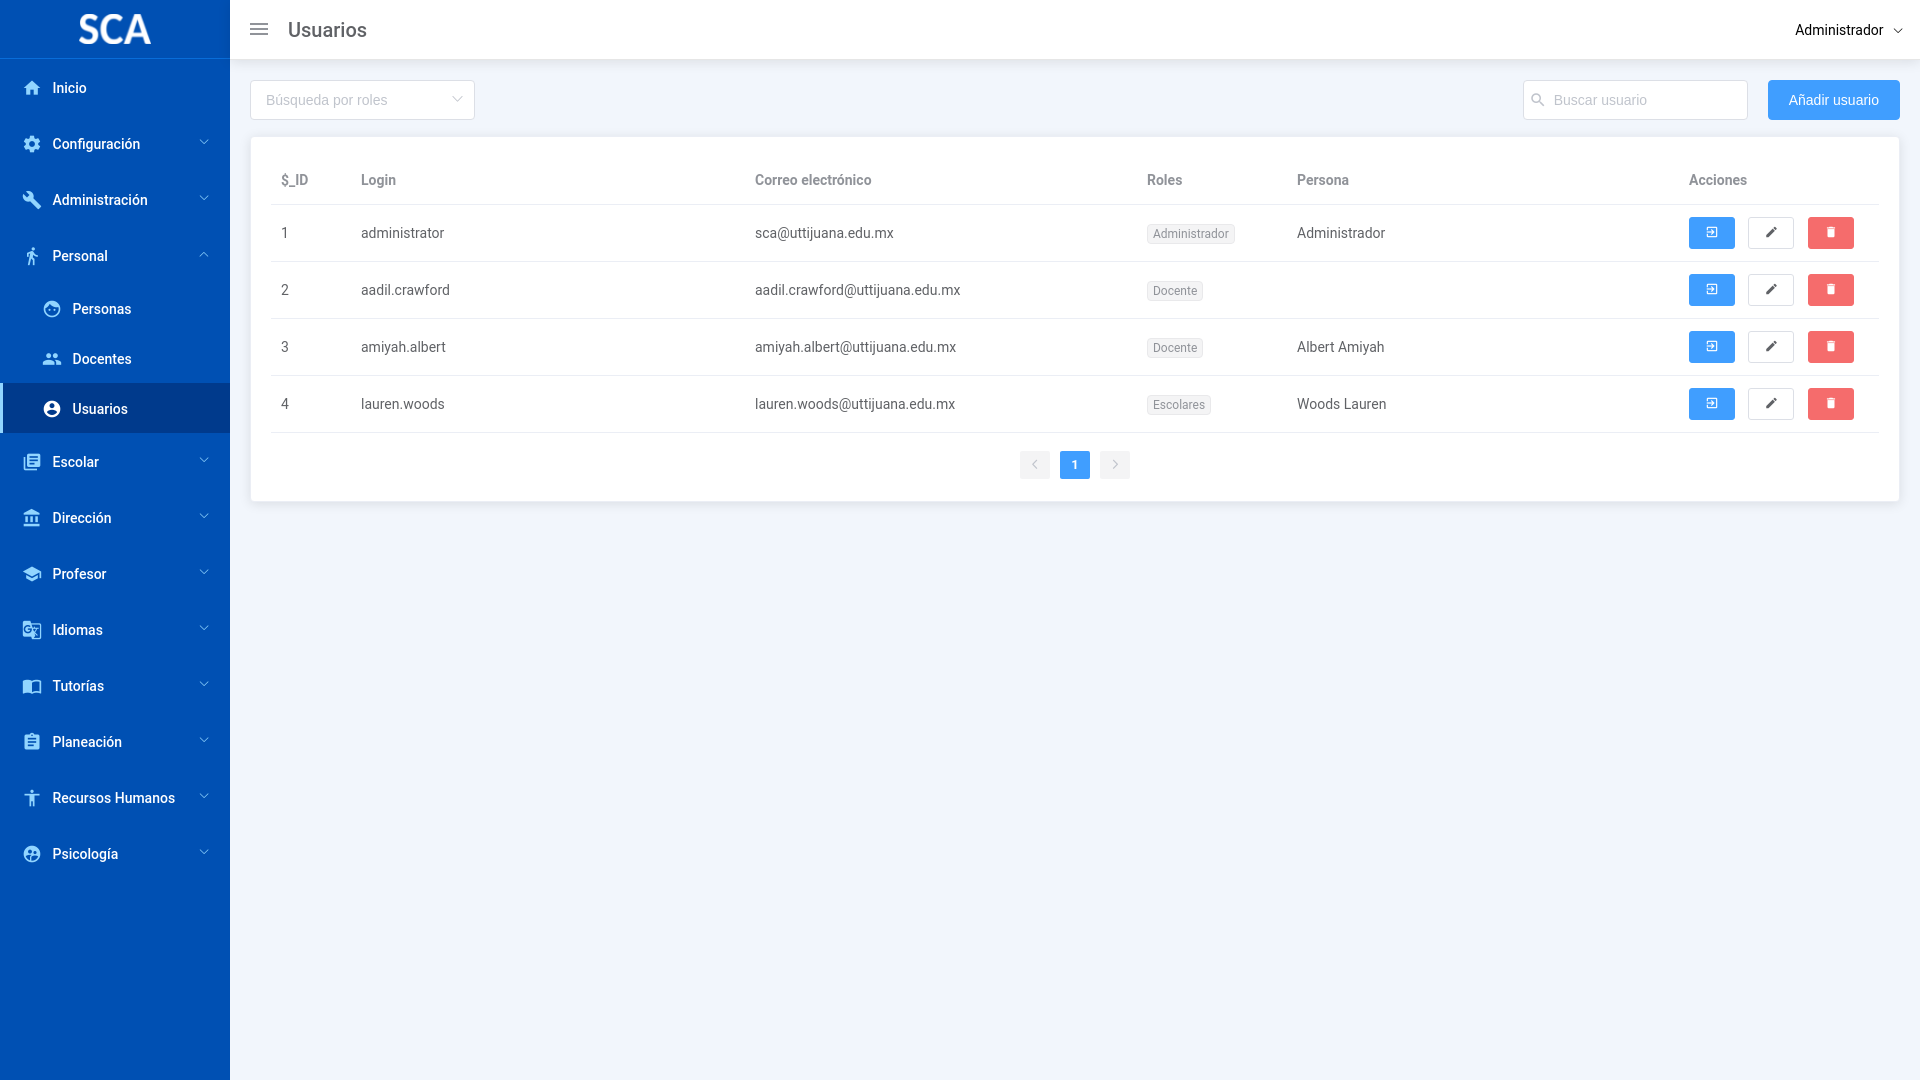 SCA
Usuarios
Administrador
Inicio
Configuración
Administración
Personal
Personas
Docentes
Usuarios
Escolar
Dirección
Profesor
Idiomas
Tutorías
Planeación
Recursos Humanos
Psicología
Búsqueda por roles
Buscar usuario
Añadir usuario
$_ID Login Correo electrónico Roles Persona Acciones
1 administrator sca@uttijuana.edu.mx Administrador Administrador
2 aadil.crawford aadil.crawford@uttijuana.edu.mx Docente
3 amiyah.albert amiyah.albert@uttijuana.edu.mx Docente Albert Amiyah
4 lauren.woods lauren.woods@uttijuana.edu.mx Escolares Woods Lauren
1